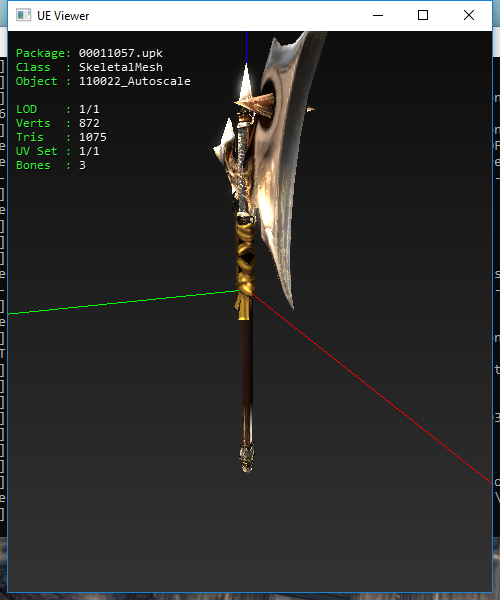 UE Viewer
Package: 00011057.upk
Class  : SkeletalMesh
Object : 110022_Autoscale
LOD    : 1/1
Verts  : 872
Tris   : 1075
UV Set : 1/1
Bones  : 3